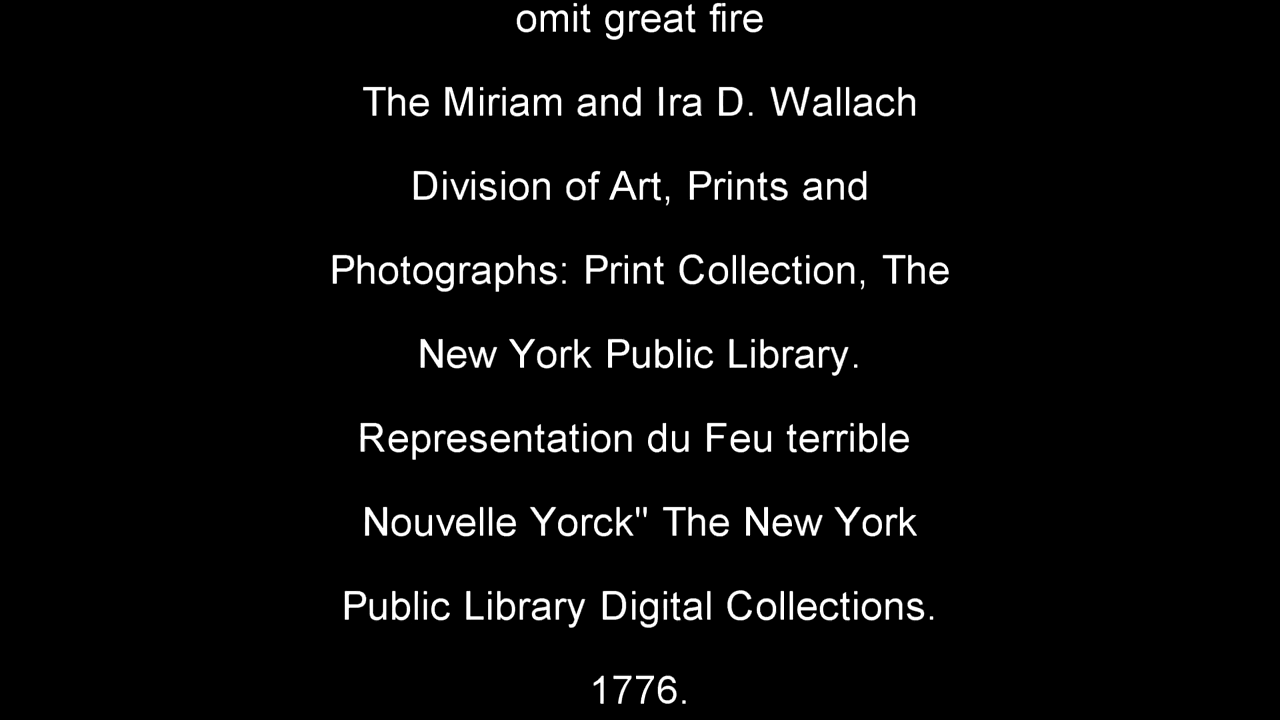 omit great fire
The Miriam and Ira D. Wallach
Division of Art, Prints and
Photographs: Print Collection, The
New York Public Library.
Representation du Feu terrible
Nouvelle Yorck" The New York
Public Library Digital Collections.
1776.